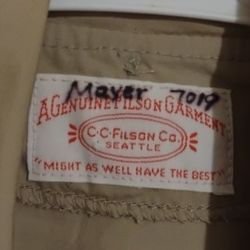 Mayer 7019
A GENUINE FILSON GARMENT
C·C·FILSON CO.
SEATTLE
"MIGHT AS WELL HAVE THE BEST"